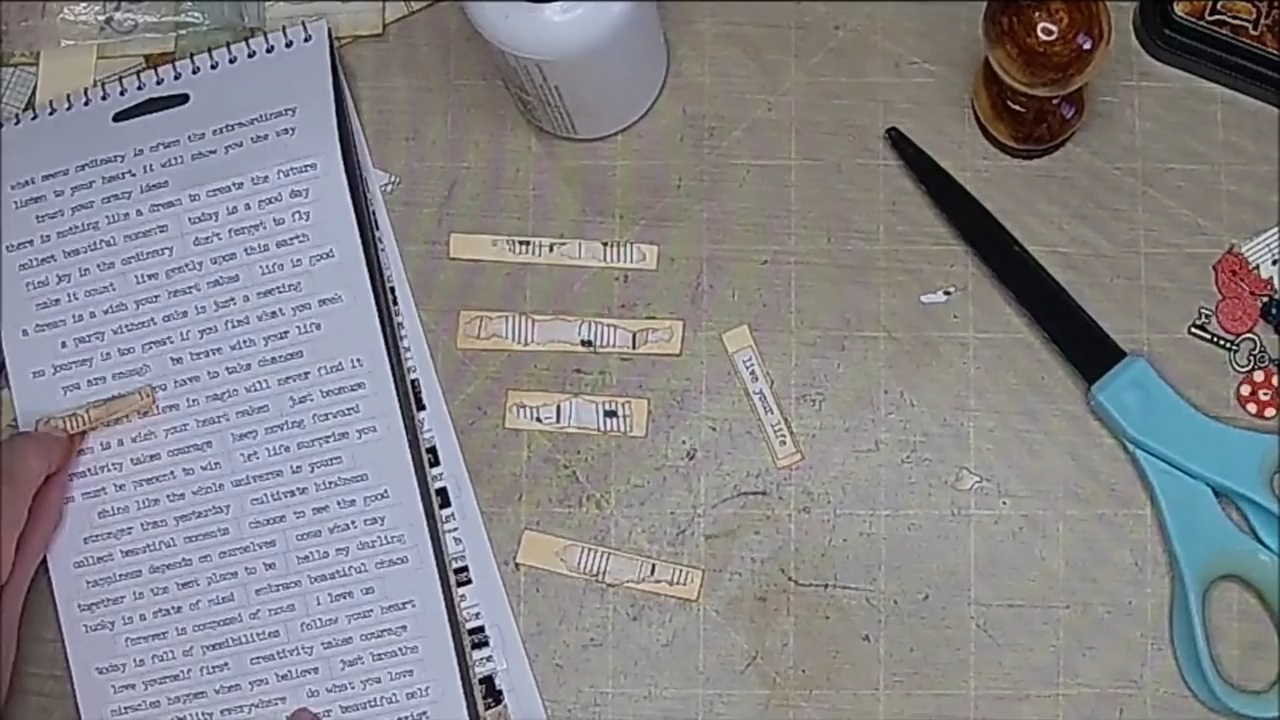 what seems ordinary is often the extraordinary
listen to your heart, it will show you the way
trust your crazy ideas
there is nothing like a dream to create the future
collect beautiful moments today is a good day
find joy in the ordinary don't forget to fly
make it count live gently upon this earth
a dream is a wish your heart makes life is good
a party without cake is just a meeting
no journey is too great if you find what you seek
you are enough be brave with your life
you have to take chances
believe in magic will never find it
is a wish your heart makes just because
creativity takes courage keep moving forward
must be present to win let life surprise you
shine like the whole universe is yours
stronger than yesterday cultivate kindness
collect beautiful moments choose to see the good
happiness depends on ourselves come what may
together is the best place to be hello my darling
lucky is a state of mind embrace beautiful chaos
forever is composed of nows i love us
today is full of possibilities follow your heart
love yourself first creativity takes courage
miracles happen when you believe just breathe
everywhere do what you love
beautiful self
live your life